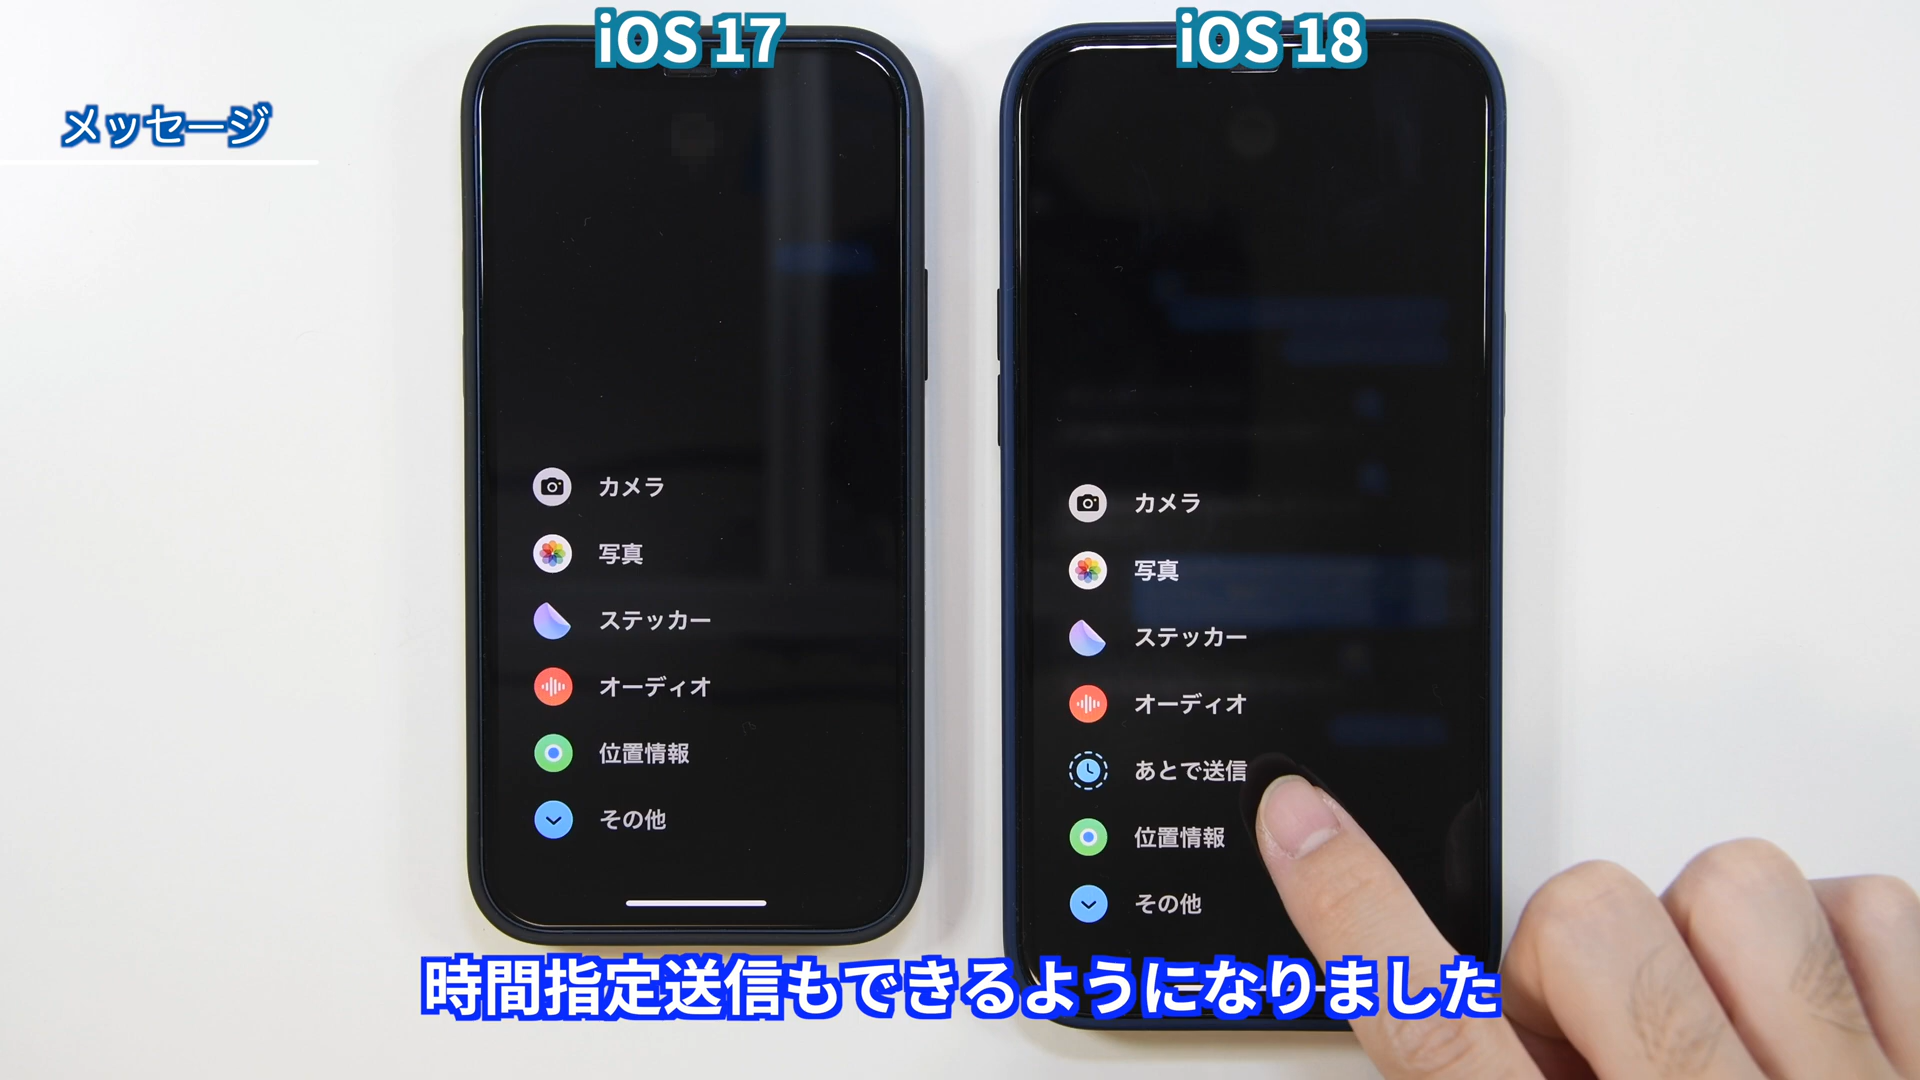 iOS 17
iOS 18
メッセージ
カメラ
写真
ステッカー
オーディオ
位置情報
その他
カメラ
写真
ステッカー
オーディオ
あとで送信
位置情報
その他
時間指定送信もできるようになりました